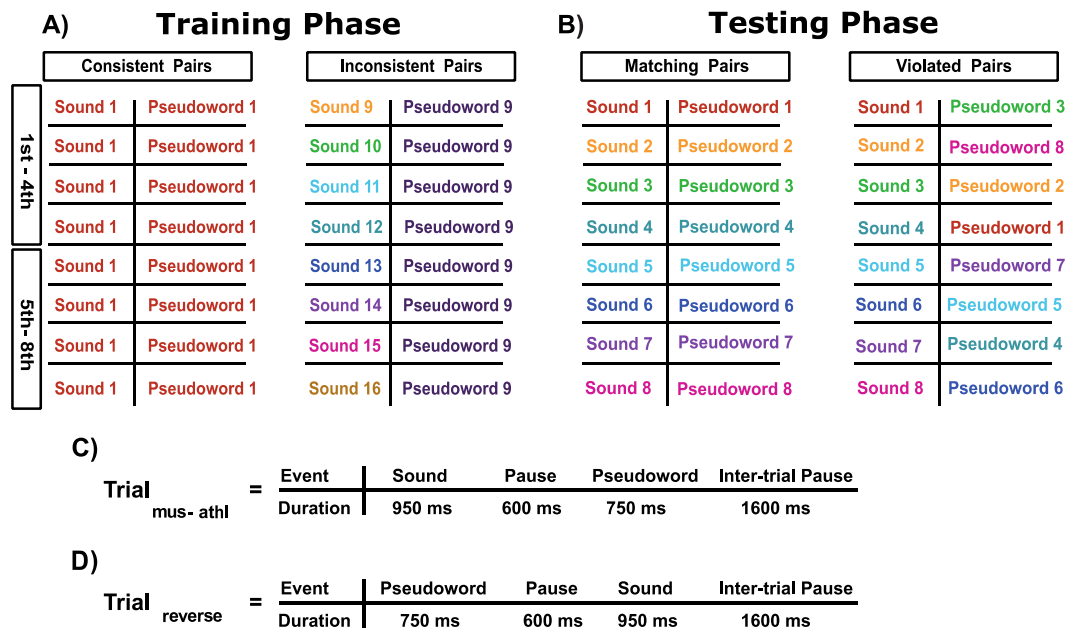 A) Training Phase B) Testing Phase
Consistent Pairs Inconsistent Pairs Matching Pairs Violated Pairs
1st - 4th
5th- 8th
Sound 1 Pseudoword 1 Sound 9 Pseudoword 9 Sound 1 Pseudoword 1 Sound 1 Pseudoword 3
Sound 1 Pseudoword 1 Sound 10 Pseudoword 9 Sound 2 Pseudoword 2 Sound 2 Pseudoword 8
Sound 1 Pseudoword 1 Sound 11 Pseudoword 9 Sound 3 Pseudoword 3 Sound 3 Pseudoword 2
Sound 1 Pseudoword 1 Sound 12 Pseudoword 9 Sound 4 Pseudoword 4 Sound 4 Pseudoword 1
Sound 1 Pseudoword 1 Sound 13 Pseudoword 9 Sound 5 Pseudoword 5 Sound 5 Pseudoword 7
Sound 1 Pseudoword 1 Sound 14 Pseudoword 9 Sound 6 Pseudoword 6 Sound 6 Pseudoword 5
Sound 1 Pseudoword 1 Sound 15 Pseudoword 9 Sound 7 Pseudoword 7 Sound 7 Pseudoword 4
Sound 1 Pseudoword 1 Sound 16 Pseudoword 9 Sound 8 Pseudoword 8 Sound 8 Pseudoword 6
C)
Trial mus- athl =
Event Sound Pause Pseudoword Inter-trial Pause
Duration 950 ms 600 ms 750 ms 1600 ms
D)
Trial reverse =
Event Pseudoword Pause Sound Inter-trial Pause
Duration 750 ms 600 ms 950 ms 1600 ms